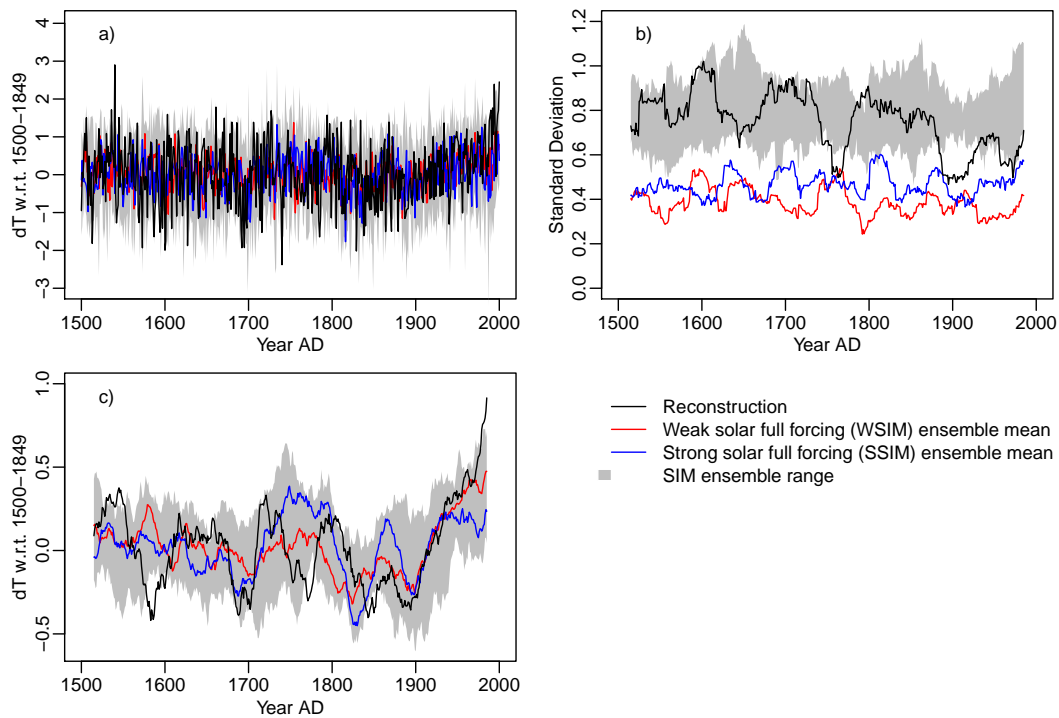 a)
dT w.r.t. 1500−1849
4
3
2
1
0
−1
−2
−3
1500 1600 1700 1800 1900 2000
Year AD
b)
Standard Deviation
1.2
1.0
0.8
0.6
0.4
0.2
0.0
1500 1600 1700 1800 1900 2000
Year AD
c)
dT w.r.t. 1500−1849
1.0
0.5
0.0
−0.5
1500 1600 1700 1800 1900 2000
Year AD
Reconstruction
Weak solar full forcing (WSIM) ensemble mean
Strong solar full forcing (SSIM) ensemble mean
SIM ensemble range